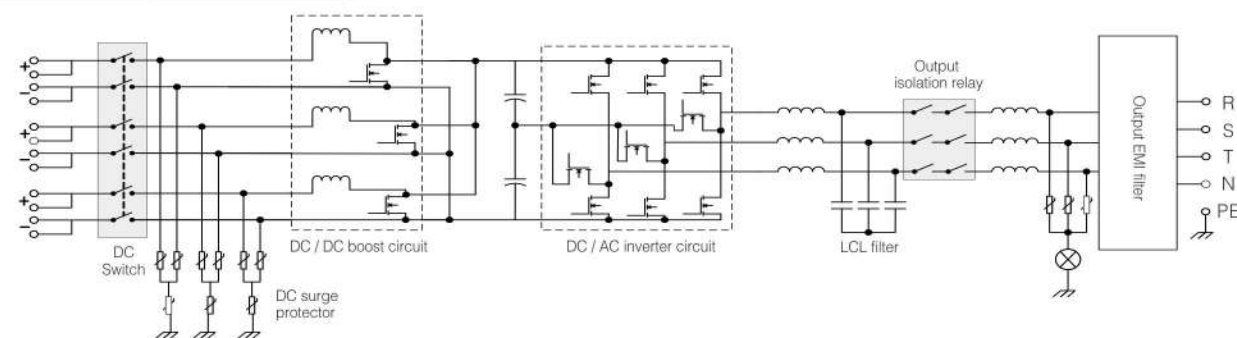 +
−
+
−
+
−
DC
Switch
DC surge
protector
DC / DC boost circuit
DC / AC inverter circuit
LCL filter
Output
isolation relay
Output EMI filter
R
S
T
N
PE